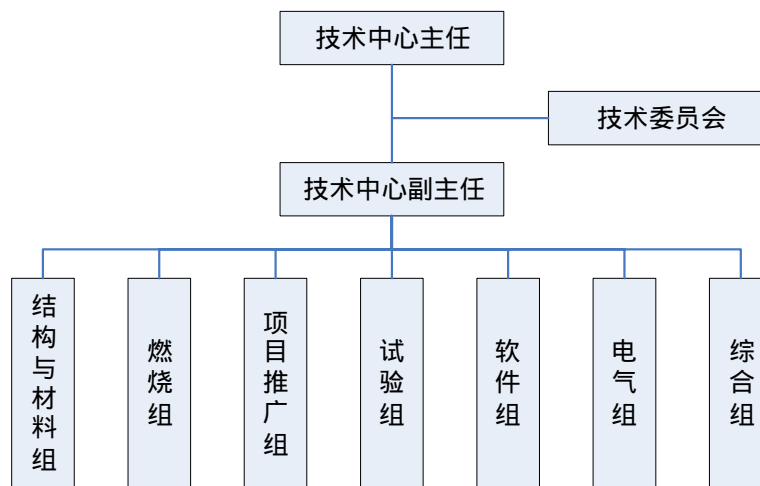 技术中心主任
技术委员会
技术中心副主任
结构与材料组
燃烧组
项目推广组
试验组
软件组
电气组
综合组